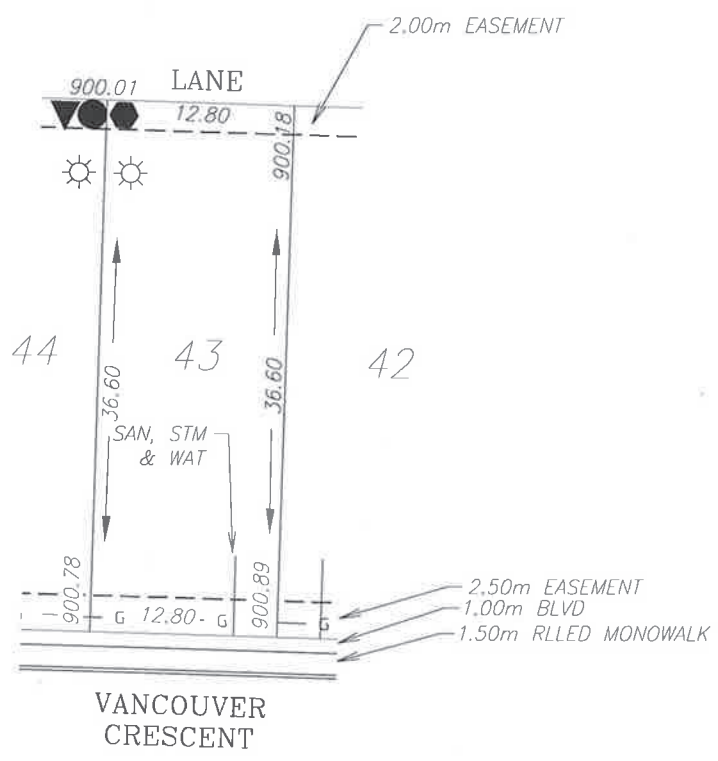 2.00m EASEMENT
LANE
900.01
12.80
900.18
44
43
42
36.60
36.60
SAN, STM
& WAT
900.78
900.89
G 12.80 - G
G
2.50m EASEMENT
1.00m BLVD
1.50m RLLED MONOWALK
VANCOUVER
CRESCENT